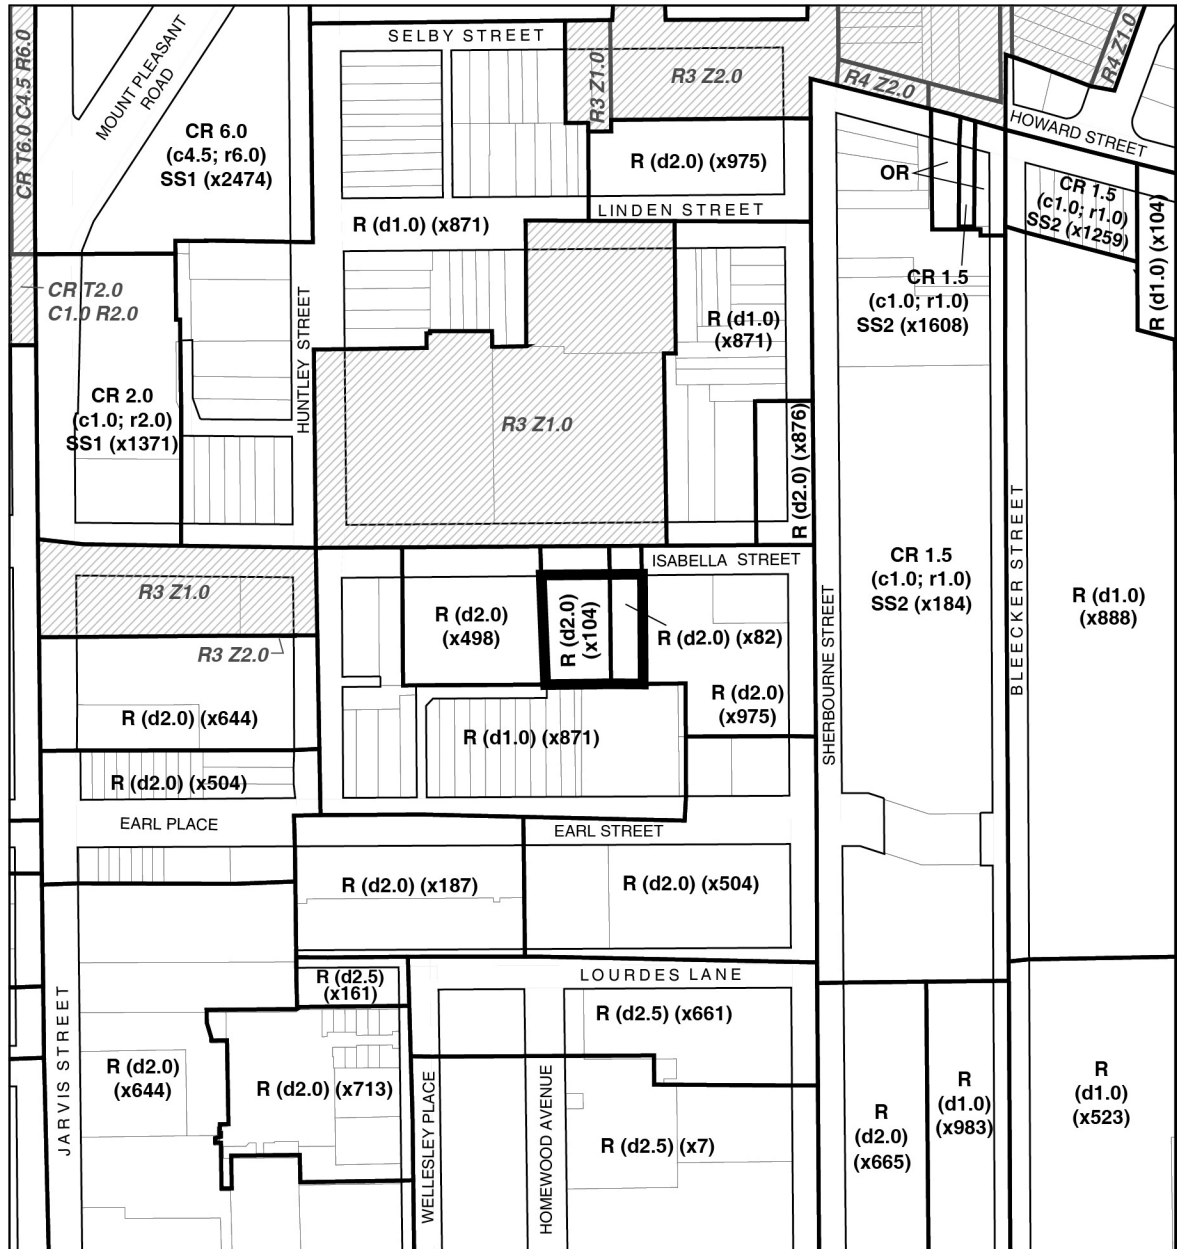 SELBY STREET
MOUNT PLEASANT
ROAD
CR T6.0 C4.5 R6.0
CR 6.0
(c4.5; r6.0)
SS1 (x2474)
R3 Z1.0
R3 Z2.0
R4 Z2.0
R4 Z1.0
HOWARD STREET
R (d2.0) (x975)
OR
CR 1.5
(c1.0; r1.0)
SS2 (x1259)
R (d1.0) (x104)
LINDEN STREET
R (d1.0) (x871)
CR T2.0
C1.0 R2.0
HUNTLEY STREET
R (d1.0)
(x871)
CR 1.5
(c1.0; r1.0)
SS2 (x1608)
CR 2.0
(c1.0; r2.0)
SS1 (x1371)
R3 Z1.0
R (d2.0) (x876)
BLEECKER STREET
ISABELLA STREET
CR 1.5
(c1.0; r1.0)
SS2 (x184)
R3 Z1.0
R (d2.0)
(x498)
R (d2.0)
(x104)
R (d2.0) (x82)
SHERBOURNE STREET
R (d1.0)
(x888)
R3 Z2.0
R (d2.0) (x644)
R (d2.0)
(x975)
R (d1.0) (x871)
R (d2.0) (x504)
EARL PLACE
EARL STREET
R (d2.0) (x187)
R (d2.0) (x504)
LOURDES LANE
R (d2.5)
(x161)
JARVIS STREET
R (d2.5) (x661)
R (d2.0)
(x644)
R (d2.0) (x713)
WELLESLEY PLACE
HOMEWOOD AVENUE
R (d2.5) (x7)
R
(d2.0)
(x665)
R
(d1.0)
(x983)
R
(d1.0)
(x523)